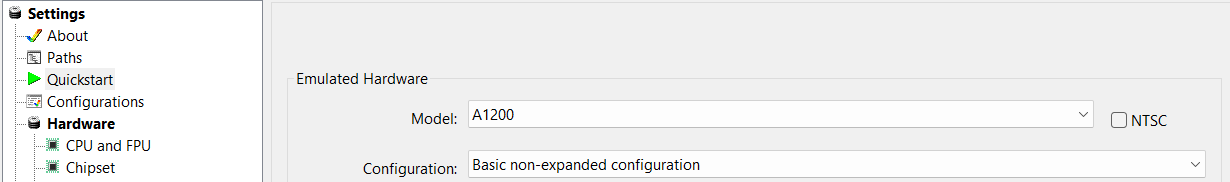 Settings
About
Paths
Quickstart
Configurations
Hardware
CPU and FPU
Chipset
Emulated Hardware
Model: A1200 NTSC
Configuration: Basic non-expanded configuration